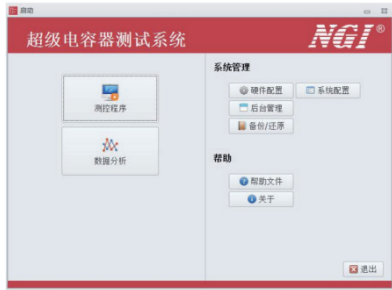 启动
超级电容器测试系统
NGI®
测控程序
数据分析
系统管理
硬件配置
系统配置
后台管理
备份/还原
帮助
帮助文件
关于
退出